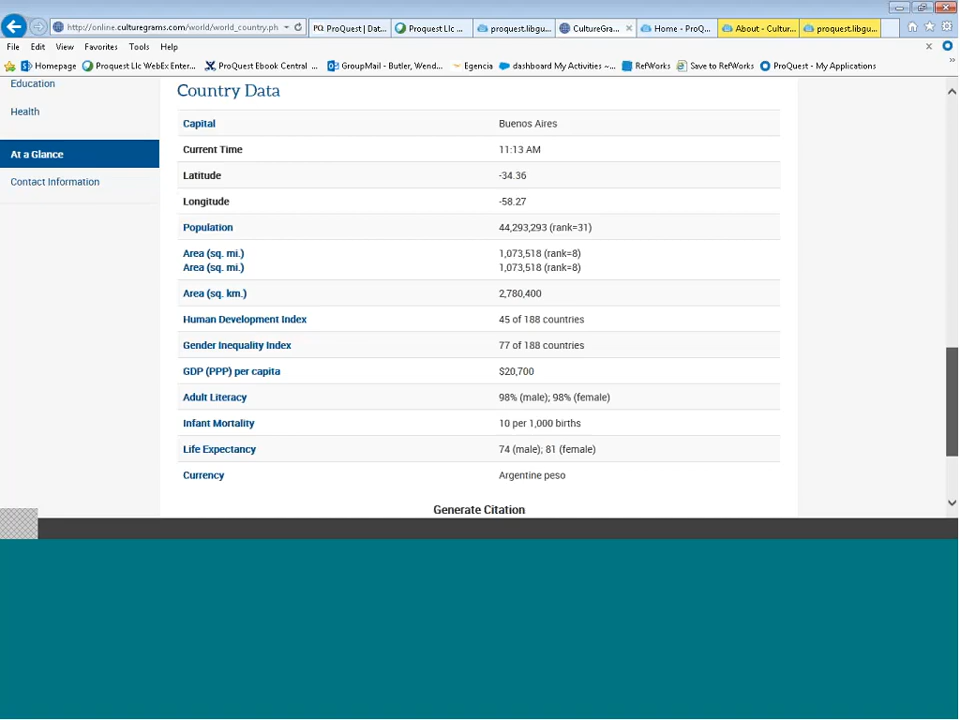 http://online.culturegrams.com/world/world_country.ph
PQ ProQuest | Dat...
Proquest Llc ...
proquest.libgu...
CultureGra...
Home - ProQ...
About - Cultur...
proquest.libgu...
File Edit View Favorites Tools Help
Homepage
Proquest Llc WebEx Enter...
ProQuest Ebook Central ...
GroupMail - Butler, Wend...
Egencia
dashboard My Activities ~...
RefWorks
Save to RefWorks
ProQuest - My Applications
Education
Health
At a Glance
Contact Information
Country Data
Capital Buenos Aires
Current Time 11:13 AM
Latitude -34.36
Longitude -58.27
Population 44,293,293 (rank=31)
Area (sq. mi.) 1,073,518 (rank=8)
Area (sq. mi.) 1,073,518 (rank=8)
Area (sq. km.) 2,780,400
Human Development Index 45 of 188 countries
Gender Inequality Index 77 of 188 countries
GDP (PPP) per capita $20,700
Adult Literacy 98% (male); 98% (female)
Infant Mortality 10 per 1,000 births
Life Expectancy 74 (male); 81 (female)
Currency Argentine peso
Generate Citation